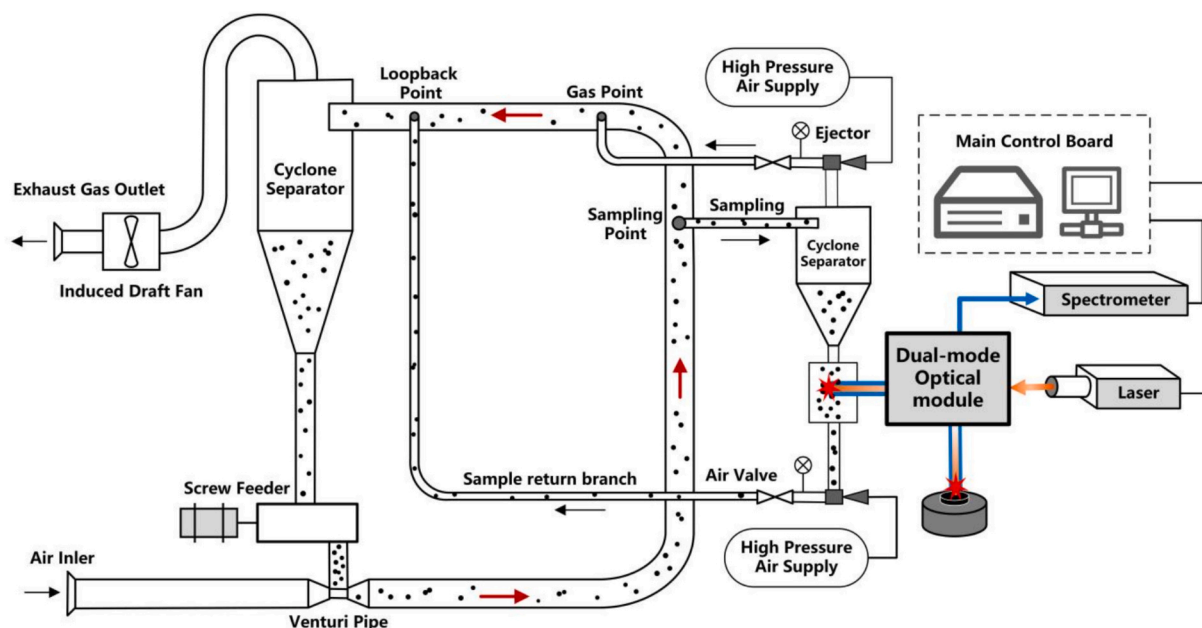 High Pressure
Air Supply
Loopback
Point
Gas Point
Ejector
Main Control Board
Cyclone
Separator
Exhaust Gas Outlet
Sampling
Sampling
Point
Cyclone
Separator
Induced Draft Fan
Spectrometer
Dual-mode
Optical
module
Laser
Sample return branch
Air Valve
Screw Feeder
High Pressure
Air Supply
Air Inler
Venturi Pipe